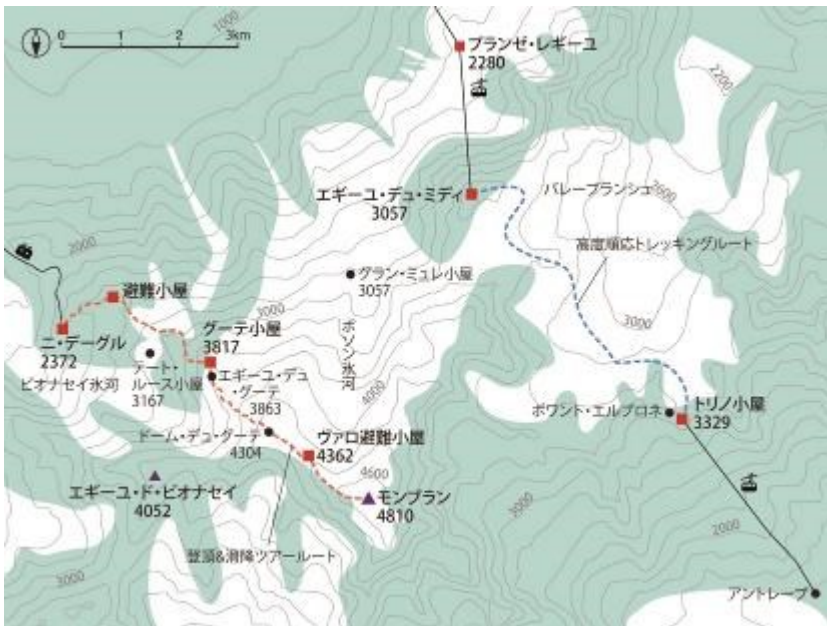 1000
0 1 2 3km
プランゼ・レギーユ
2280
2200
エギーユ・デュ・ミディ
3057
バレーブランシュ
2600
高度順応トレッキングルート
2000
グラン・ミュレ小屋
3057
避難小屋
3000
3000
グーテ小屋
3817
ボソン氷河
ニ・デーグル
2372
テート・
ルース小屋
3167
ビオナセイ氷河
エギーユ・デュ
・グーテ
3863
4000
ポワント・エルブロネ
トリノ小屋
3329
ドーム・デュ・グーテ
4304
ヴァロ避難小屋
4362
4600
エギーユ・ド・ビオナセイ
4052
モンブラン
4810
3000
2000
登頂&滑降ツアールート
3000
アントレーブ